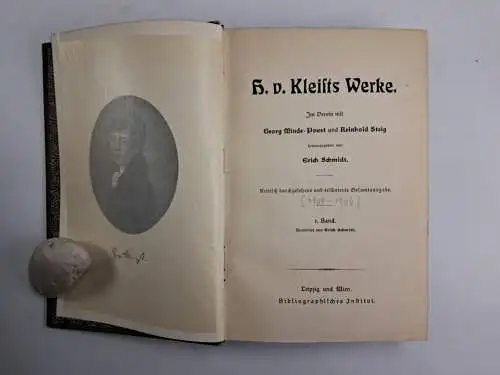 H. v. Kleists Werke.
Im Verein mit
Georg Minde-Pouet und Reinhold Steig
herausgegeben von
Erich Schmidt.
Kritisch durchgesehene und erläuterte Gesamtausgabe.
1. Band.
Bearbeitet von Erich Schmidt.
Leipzig und Wien.
Bibliographisches Institut.